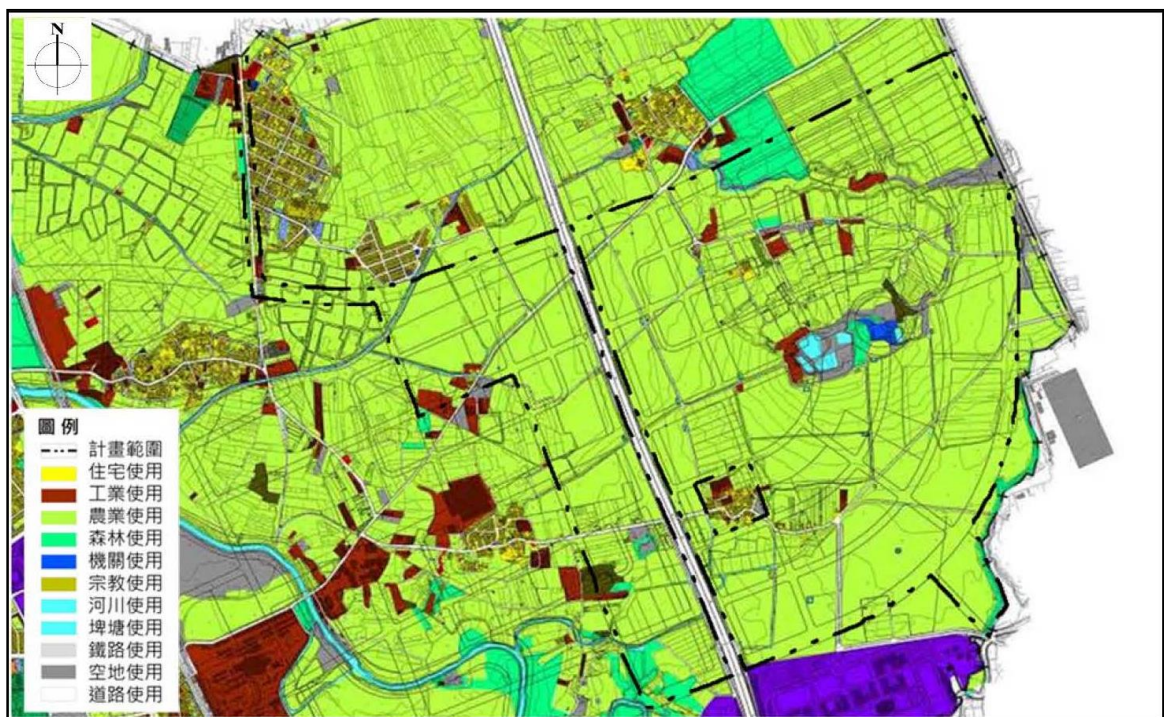 N
圖例
計畫範圍
住宅使用
工業使用
農業使用
森林使用
機關使用
宗教使用
河川使用
埤塘使用
鐵路使用
空地使用
道路使用